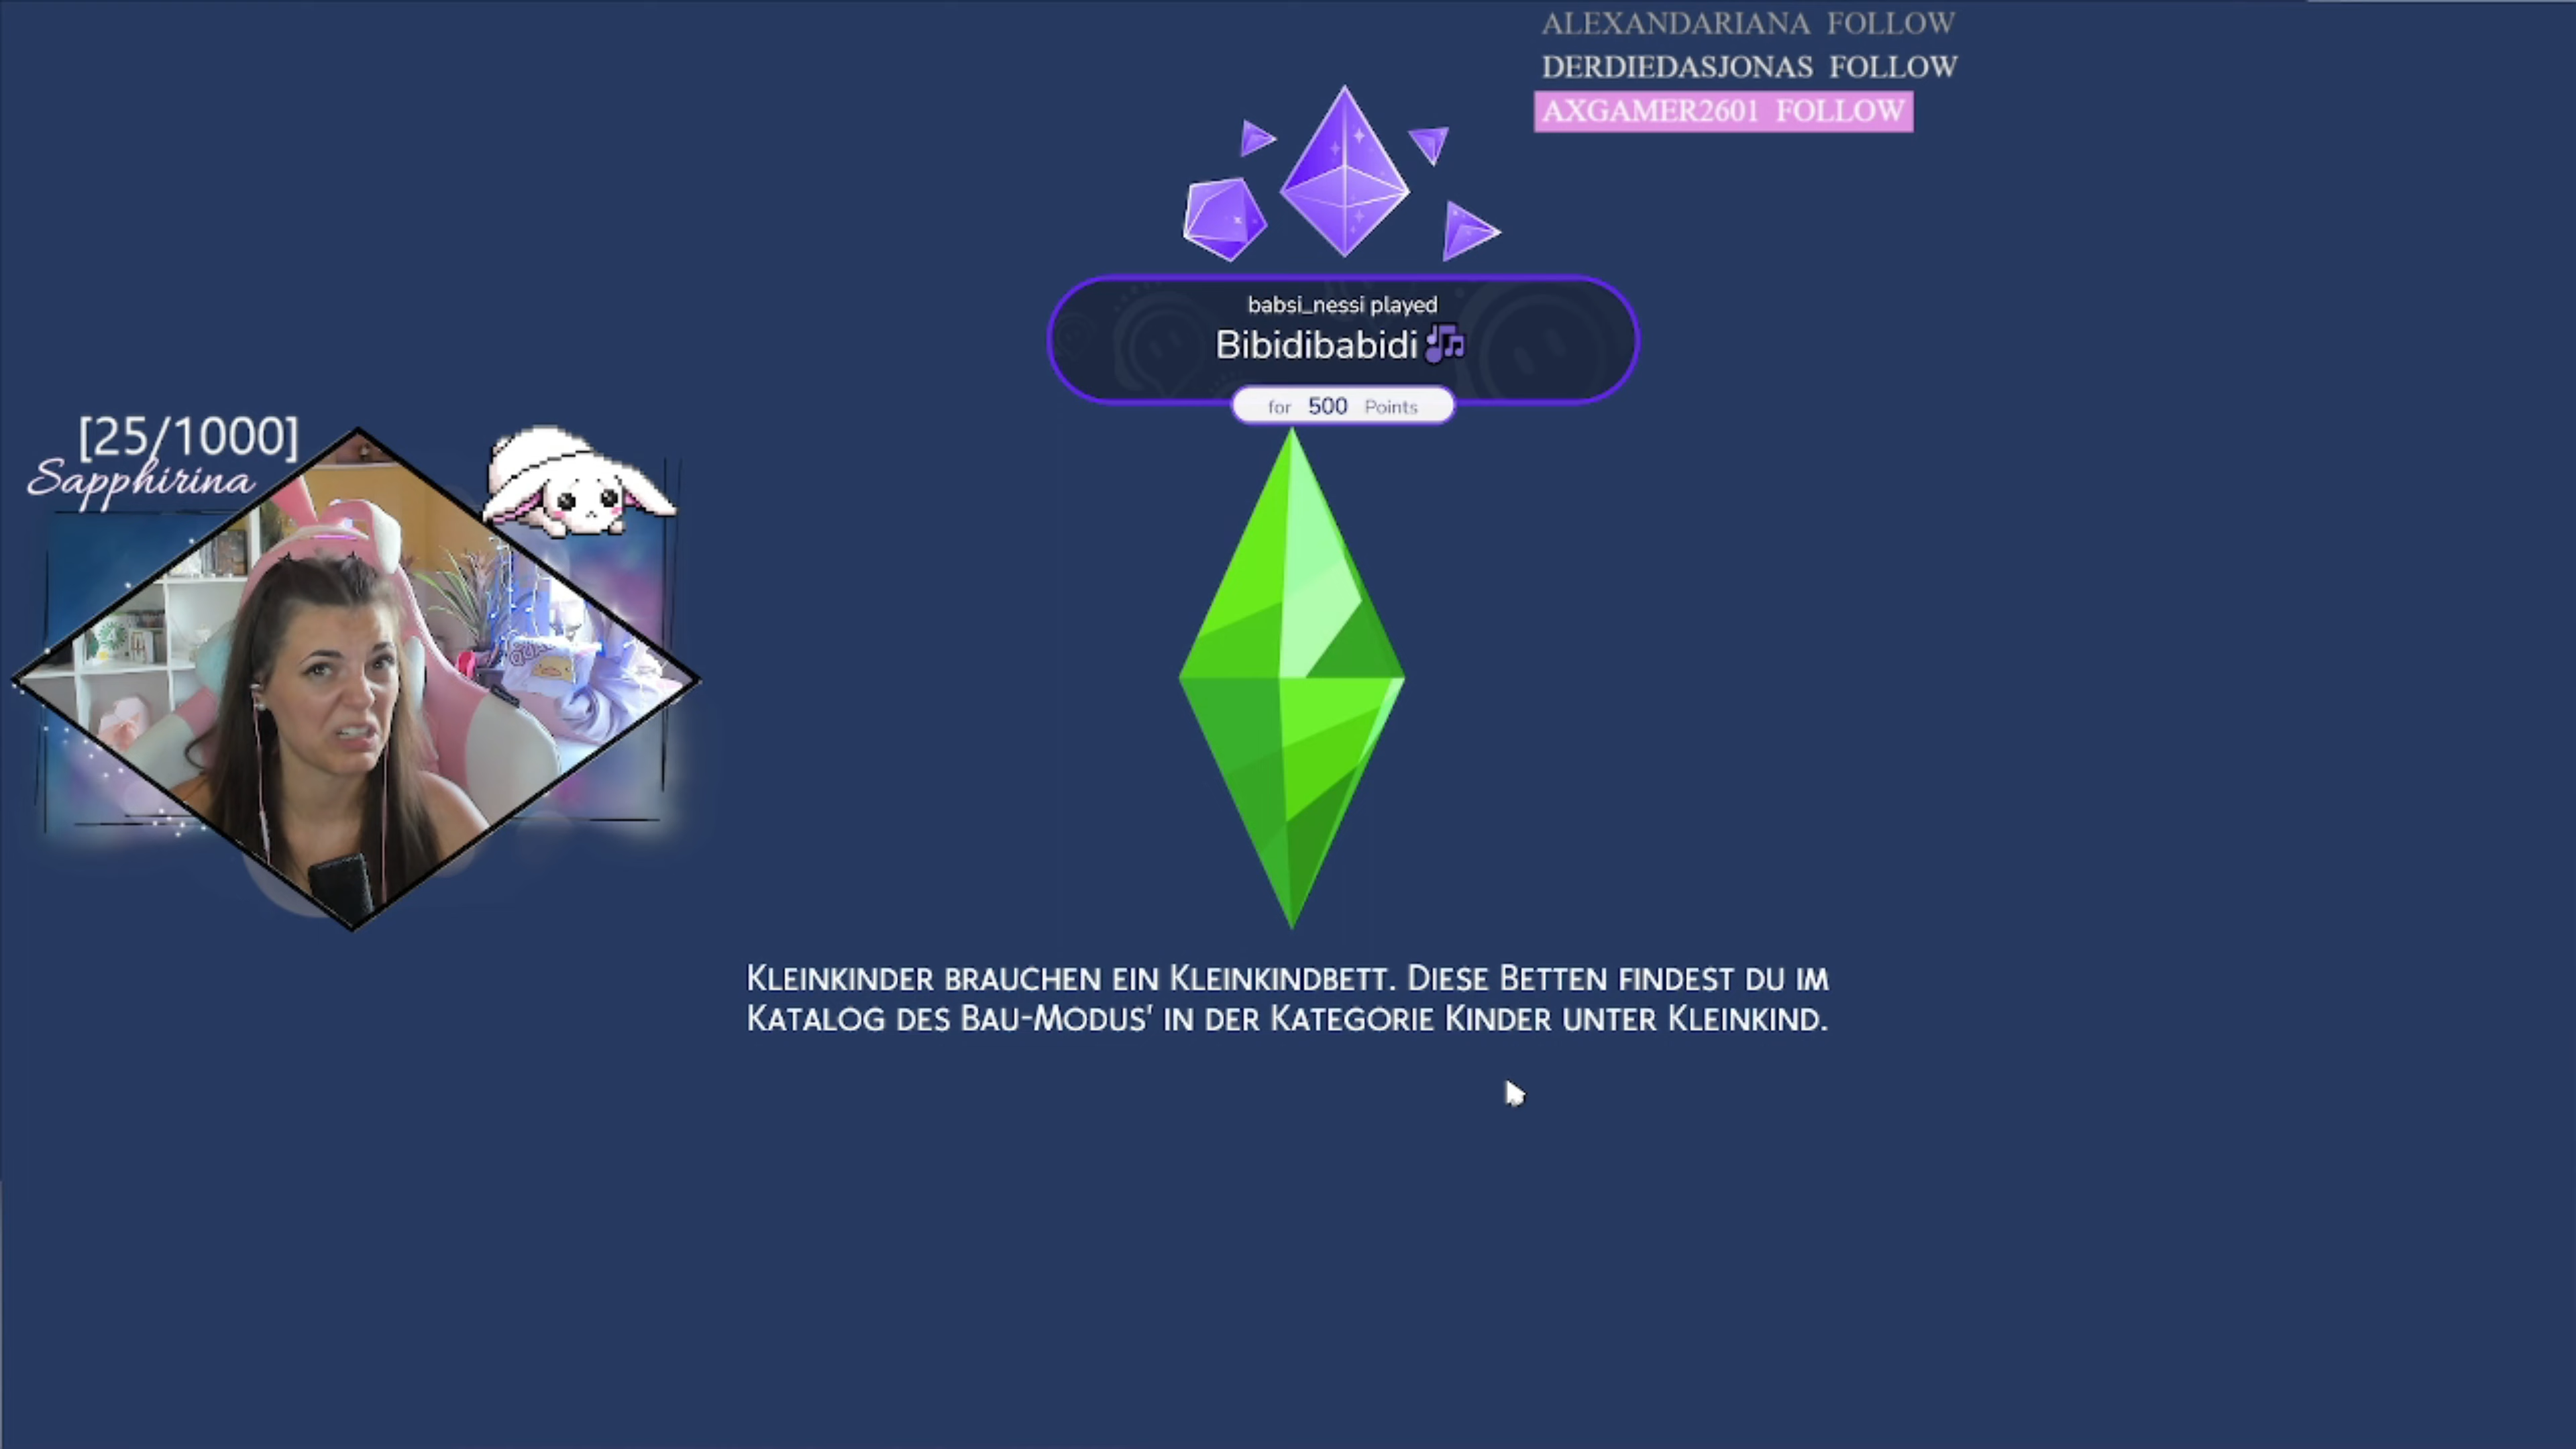 ALEXANDARIANA FOLLOW
DERDIEDASJONAS FOLLOW
AXGAMER2601 FOLLOW
babsi_nessi played
Bibidibabidi
for 500 Points
[25/1000]
Sapphirina
QUA
KLEINKINDER BRAUCHEN EIN KLEINKINDBETT. DIESE BETTEN FINDEST DU IM
KATALOG DES BAU-MODUS' IN DER KATEGORIE KINDER UNTER KLEINKIND.